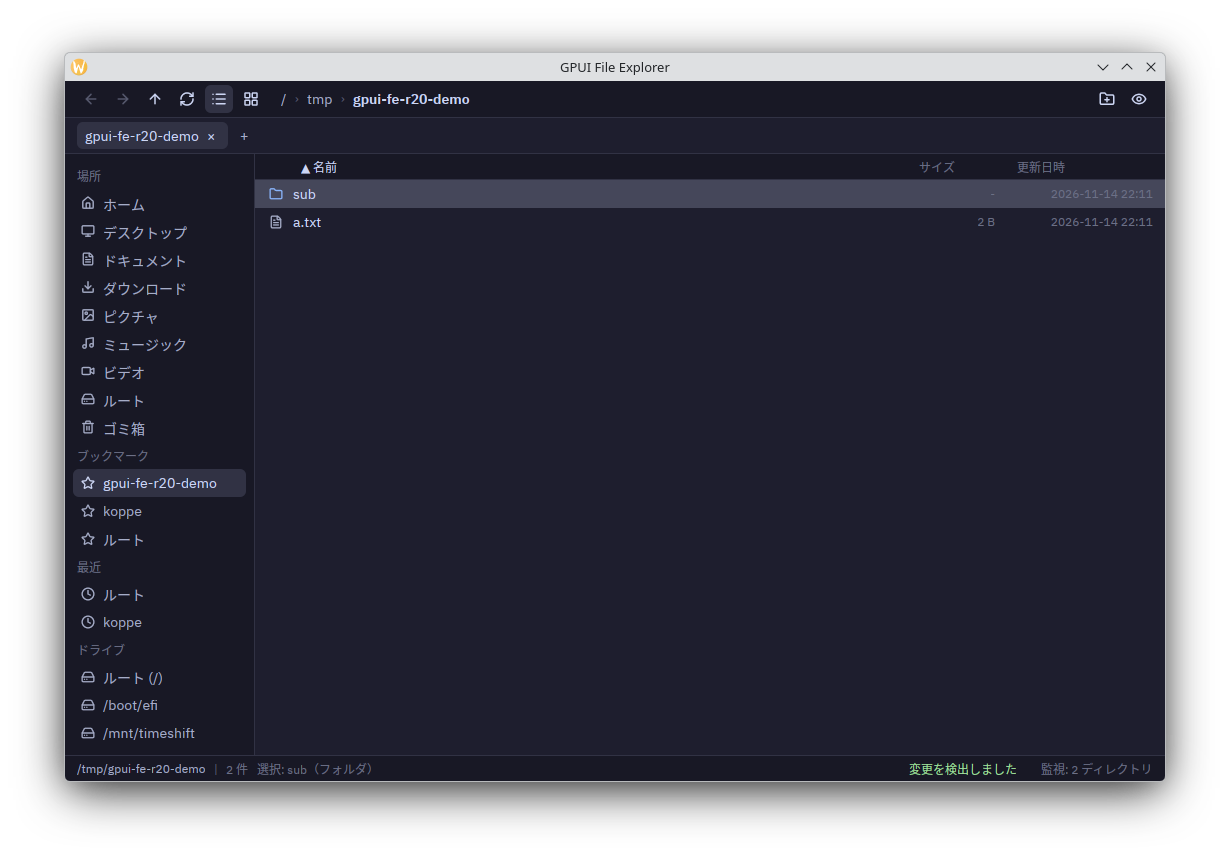 GPUI File Explorer
/ › tmp › gpui-fe-r20-demo
gpui-fe-r20-demo × +
場所
ホーム
デスクトップ
ドキュメント
ダウンロード
ピクチャ
ミュージック
ビデオ
ルート
ゴミ箱
ブックマーク
gpui-fe-r20-demo
koppe
ルート
最近
ルート
koppe
ドライブ
ルート (/)
/boot/efi
/mnt/timeshift
▲名前 サイズ 更新日時
sub - 2026-11-14 22:11
a.txt 2 B 2026-11-14 22:11
/tmp/gpui-fe-r20-demo | 2 件 選択: sub（フォルダ） 変更を検出しました 監視: 2 ディレクトリ